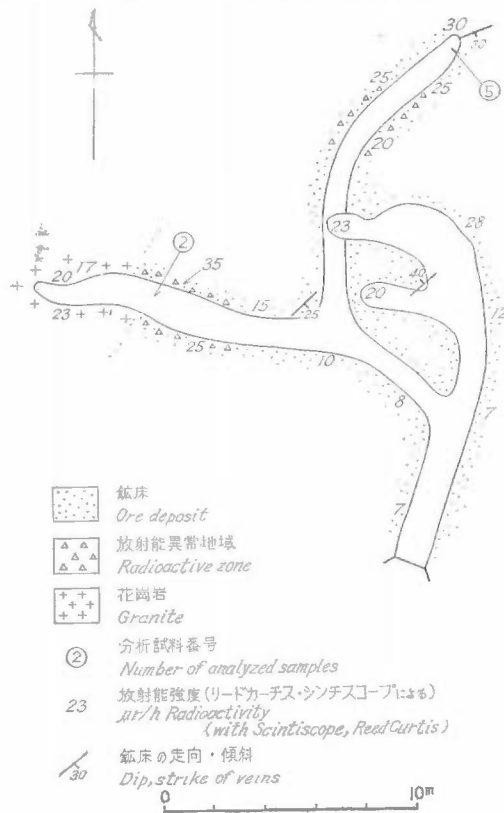 30
30
25
⑤
25
20
②
23
28
17
35
40
20
20
15
25
12
23
25
10
7
8
7
鉱床
Ore deposit
放射能異常地域
Radioactive zone
花崗岩
Granite
② 分析試料番号
Number of analyzed samples
23 放射能強度(リードカーチス・シンチスコープによる)
μr/h Radioactivity
(with Scintiscope, Reed Curtis)
30 鉱床の走向・傾斜
Dip, strike of veins
0 10m